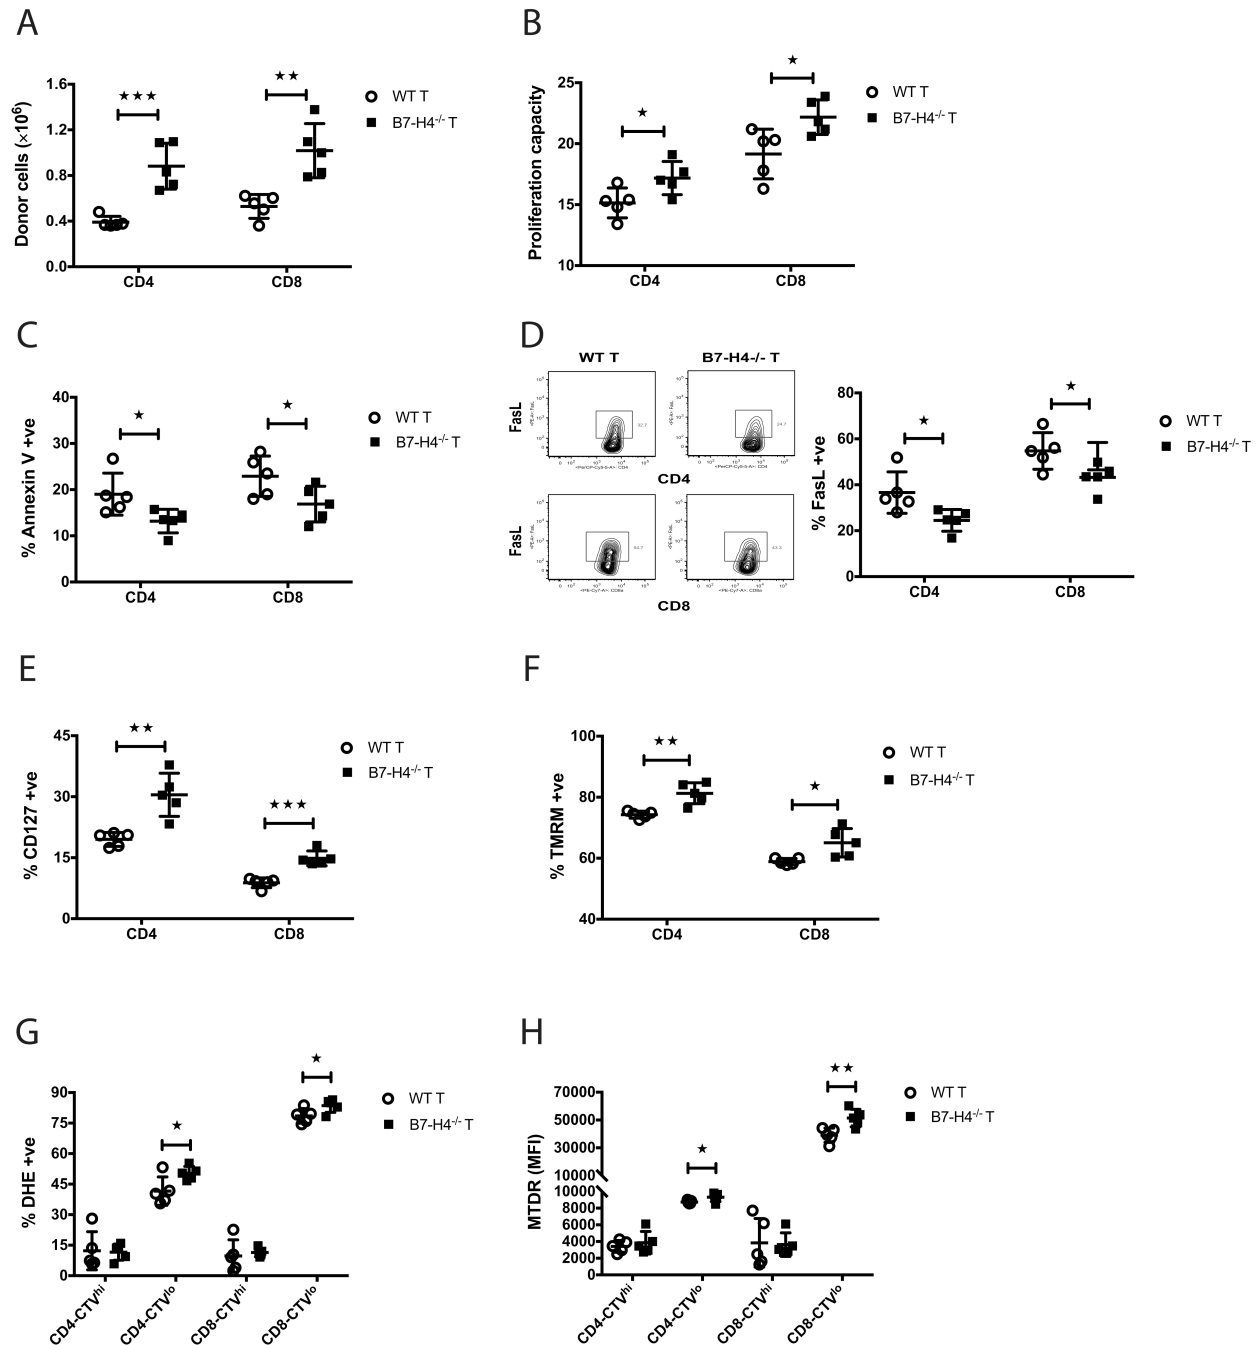 A
Donor cells (×10⁶)
1.6
1.2
0.8
0.4
0.0
★★★
★★
CD4
CD8
WT T
B7-H4⁻/⁻ T
B
Proliferation capacity
25
20
15
10
★
★
CD4
CD8
WT T
B7-H4⁻/⁻ T
C
% Annexin V +ve
40
30
20
10
0
★
★
CD4
CD8
WT T
B7-H4⁻/⁻ T
D
WT T
B7-H4-/- T
FasL
CD4
FasL
CD8
% FasL +ve
80
60
40
20
0
★
★
CD4
CD8
WT T
B7-H4⁻/⁻ T
E
% CD127 +ve
45
30
15
0
★★
★★★
CD4
CD8
WT T
B7-H4⁻/⁻ T
F
% TMRM +ve
100
80
60
40
★★
★
CD4
CD8
WT T
B7-H4⁻/⁻ T
G
% DHE +ve
90
75
60
45
30
15
0
★
★
CD4-CTVʰⁱ
CD4-CTVˡᵒ
CD8-CTVʰⁱ
CD8-CTVˡᵒ
WT T
B7-H4⁻/⁻ T
H
MTDR (MFI)
70000
50000
30000
10000
10000
8000
6000
4000
2000
0
★
★★
CD4-CTVʰⁱ
CD4-CTVˡᵒ
CD8-CTVʰⁱ
CD8-CTVˡᵒ
WT T
B7-H4⁻/⁻ T